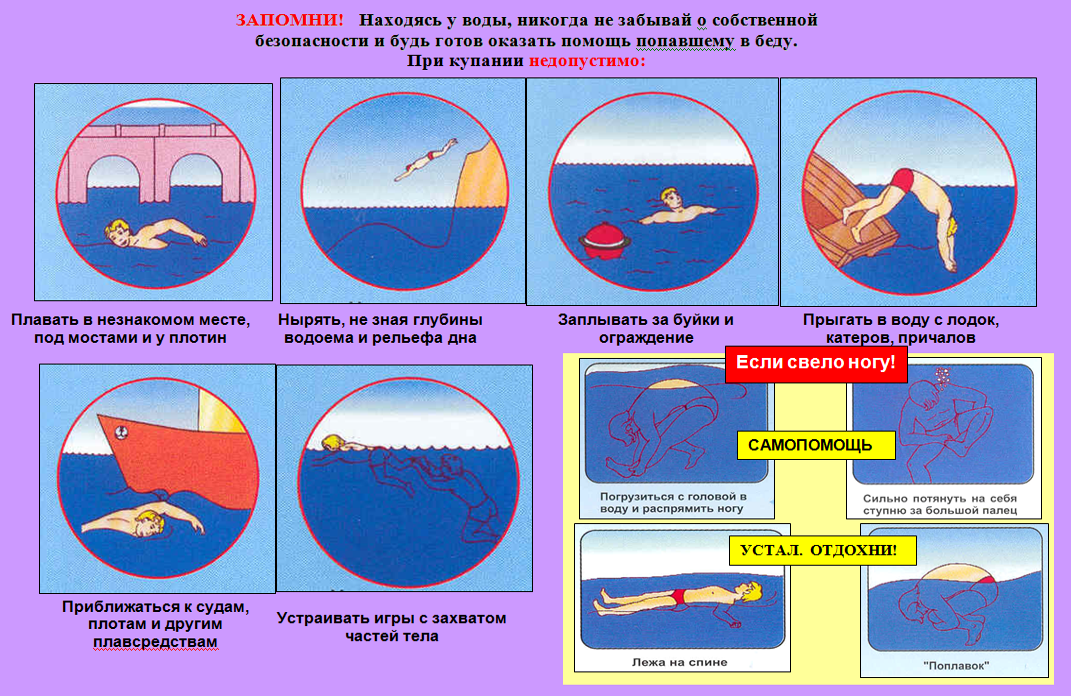 ЗАПОМНИ! Находясь у воды, никогда не забывай о собственной
безопасности и будь готов оказать помощь попавшему в беду.
При купании недопустимо:
Плавать в незнакомом месте,
под мостами и у плотин
Нырять, не зная глубины
водоема и рельефа дна
Заплывать за буйки и
ограждение
Прыгать в воду с лодок,
катеров, причалов
Приближаться к судам,
плотам и другим
плавсредствам
Устраивать игры с захватом
частей тела
Если свело ногу!
САМОПОМОЩЬ
Погрузиться с головой в
воду и распрямить ногу
Сильно потянуть на себя
ступню за большой палец
УСТАЛ. ОТДОХНИ!
Лежа на спине
"Поплавок"